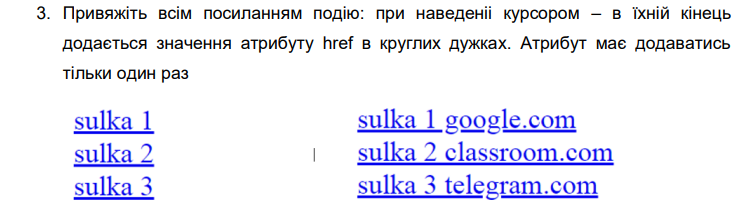 3. Привяжіть всім посиланням подію: при наведеніі курсором – в їхній кінець
додається значення атрибуту href в круглих дужках. Атрибут має додаватись
тільки один раз
sulka 1
sulka 2
sulka 3
sulka 1 google.com
sulka 2 classroom.com
sulka 3 telegram.com